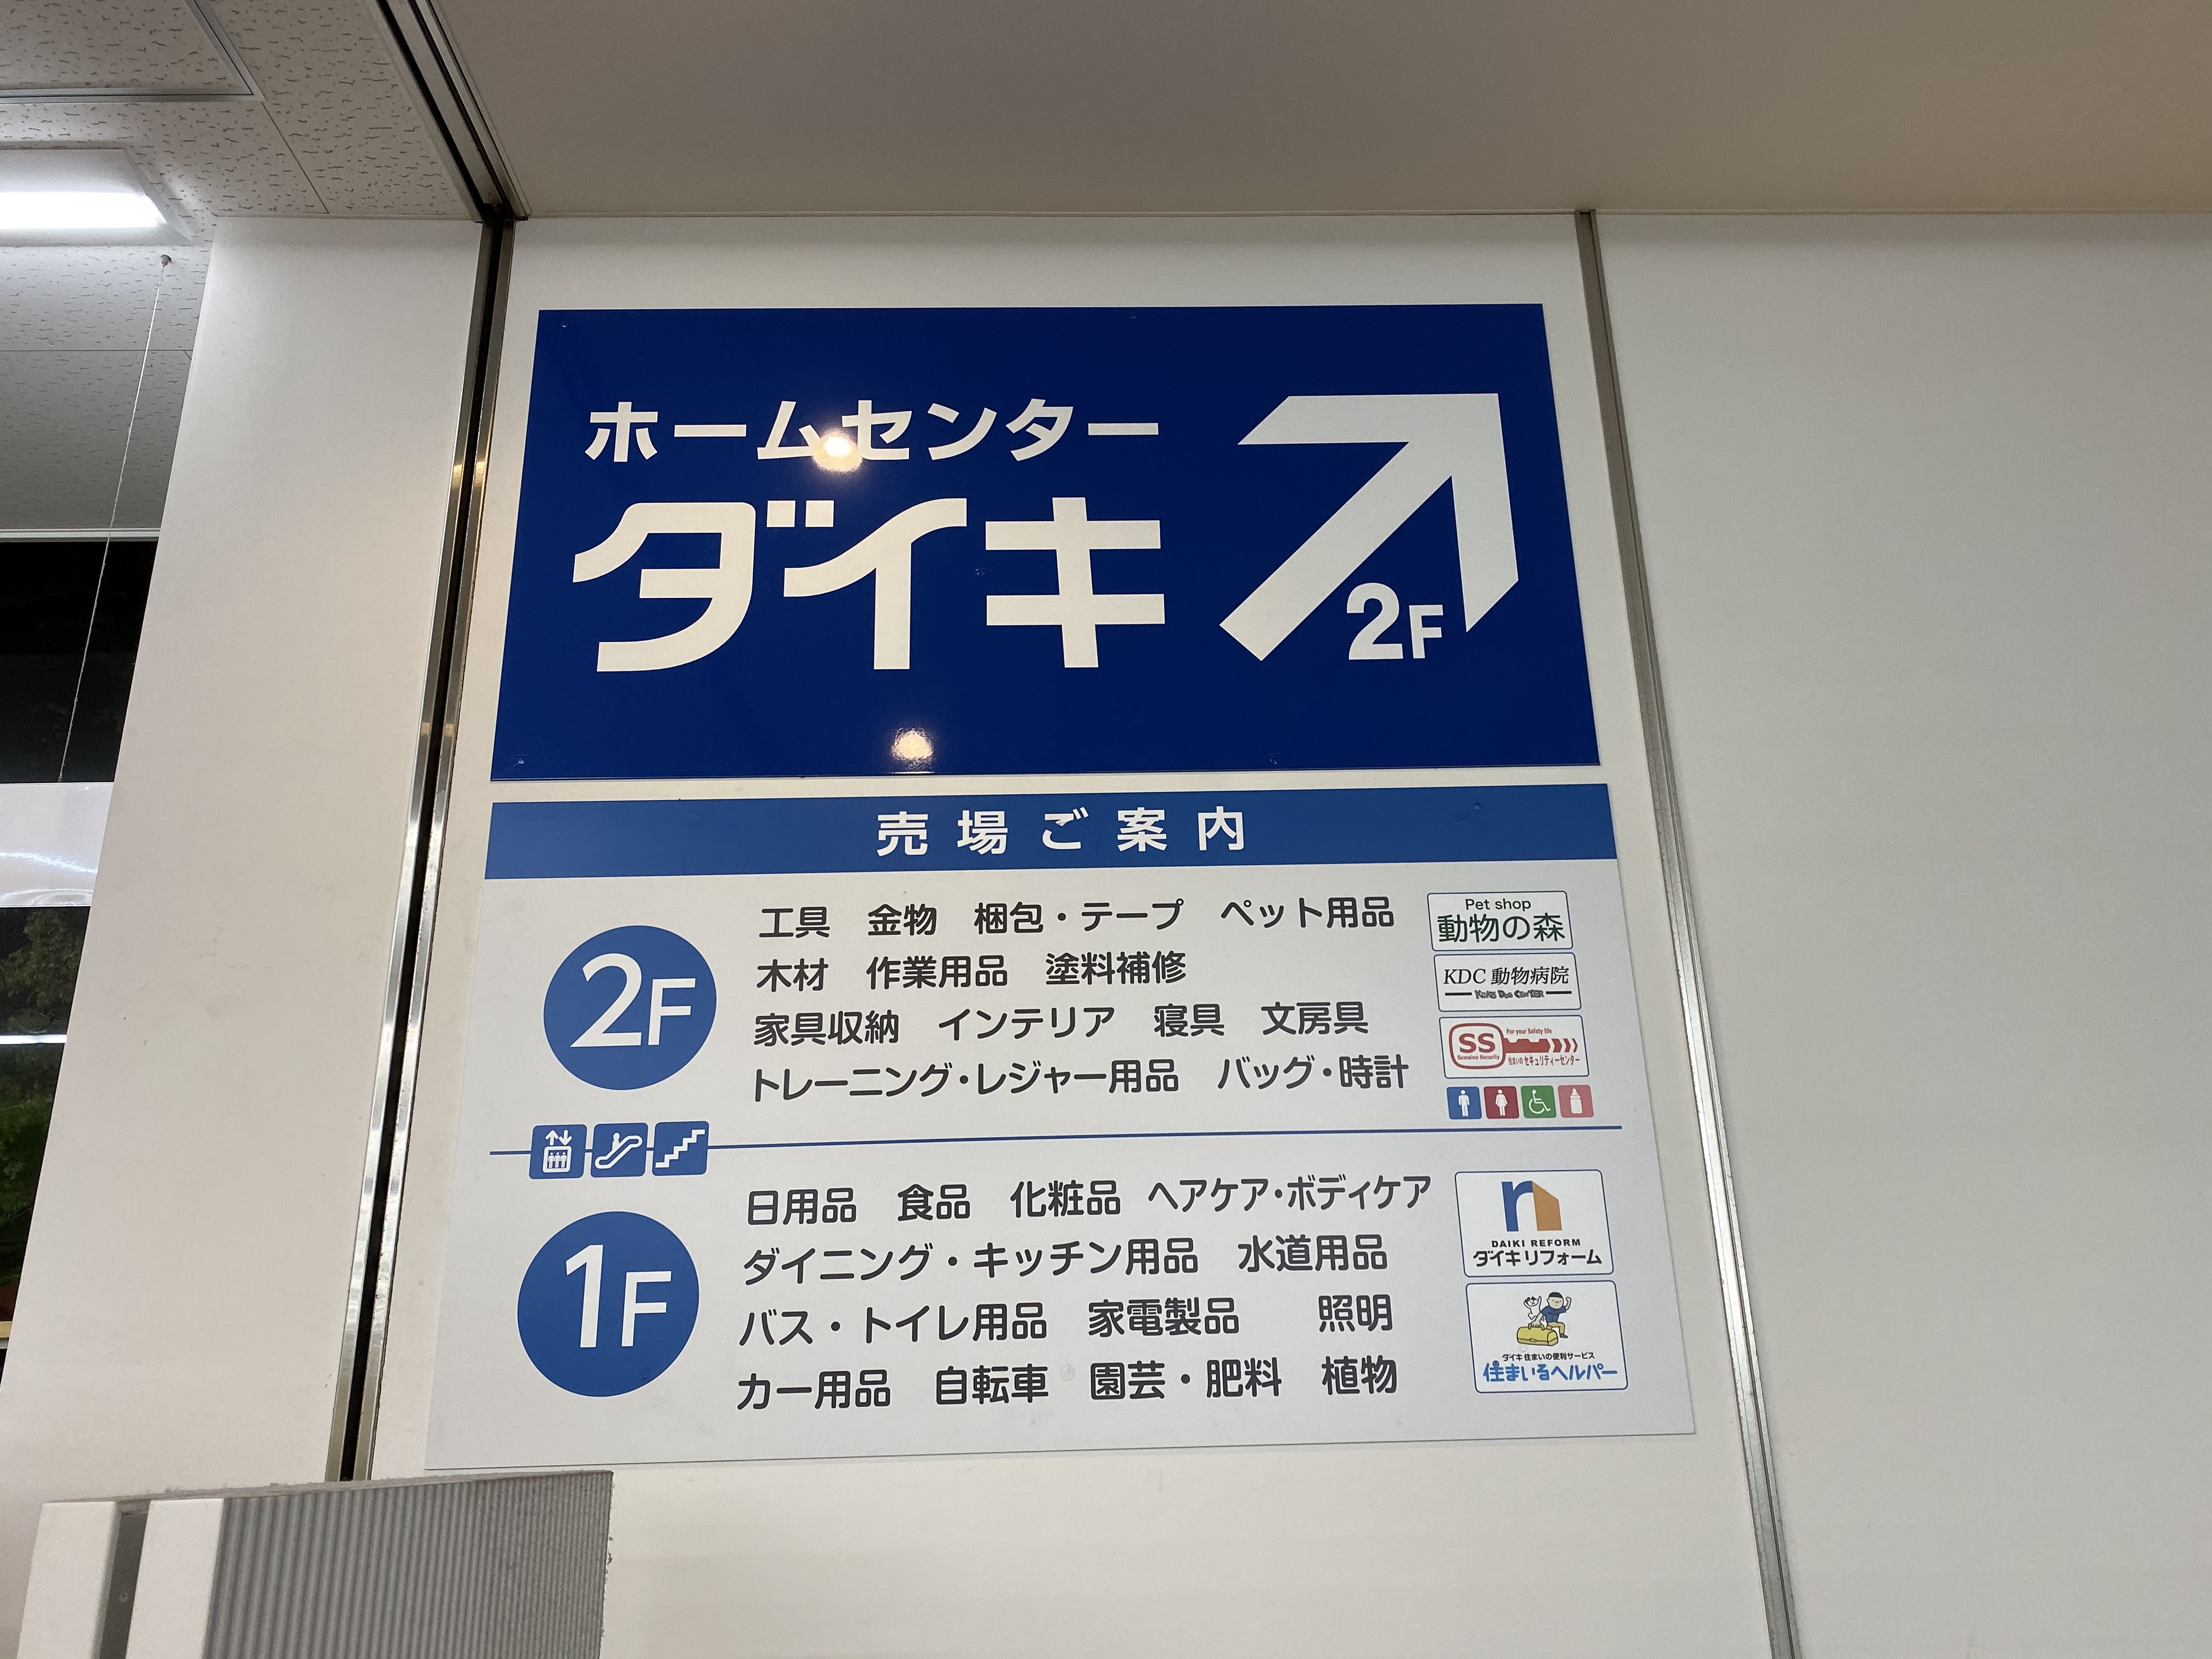 ホームセンター
ダイキ
2F
売場ご案内
2F
工具 金物 梱包・テープ ペット用品
木材 作業用品 塗料補修
家具収納 インテリア 寝具 文房具
トレーニング・レジャー用品 バッグ・時計
Pet shop
動物の森
KDC 動物病院
KING DOG CENTER
SS
Sumaino Security
For your Safety life
住まいのセキュリティーセンター
1F
日用品 食品 化粧品 ヘアケア・ボディケア
ダイニング・キッチン用品 水道用品
バス・トイレ用品 家電製品 照明
カー用品 自転車 園芸・肥料 植物
DAIKI REFORM
ダイキリフォーム
ダイキ 住まいの便利サービス
住まいるヘルパー